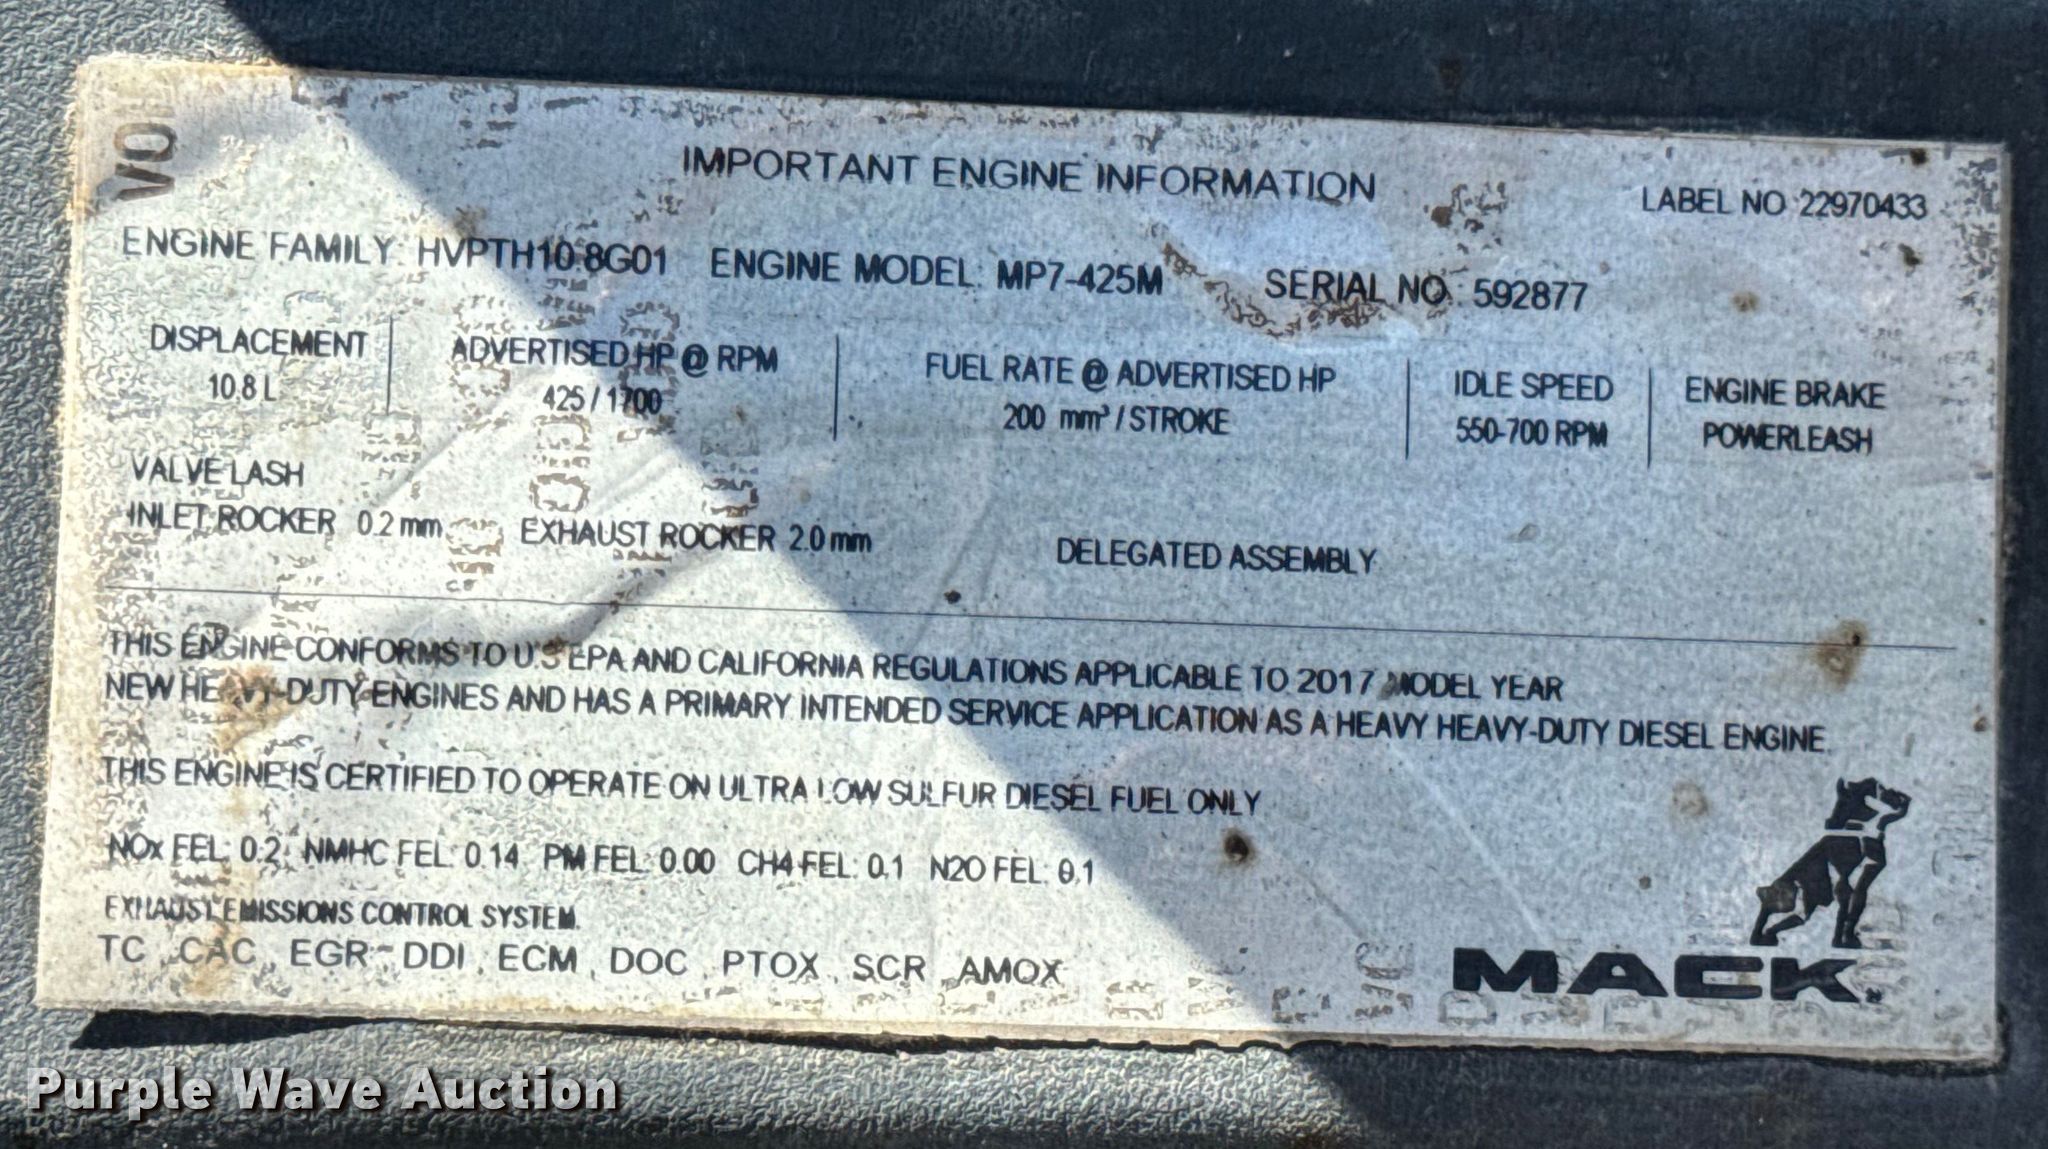 IMPORTANT ENGINE INFORMATION
LABEL NO 22970433
ENGINE FAMILY: HVPTH10.8G01 ENGINE MODEL: MP7-425M SERIAL NO: 592877
DISPLACEMENT
10.8 L
ADVERTISED HP @ RPM
425 / 1700
FUEL RATE @ ADVERTISED HP
200 mm³ / STROKE
IDLE SPEED
550-700 RPM
ENGINE BRAKE
POWERLEASH
VALVE LASH
INLET ROCKER 0.2 mm EXHAUST ROCKER 2.0 mm DELEGATED ASSEMBLY
THIS ENGINE CONFORMS TO U.S EPA AND CALIFORNIA REGULATIONS APPLICABLE TO 2017 MODEL YEAR
NEW HEAVY-DUTY ENGINES AND HAS A PRIMARY INTENDED SERVICE APPLICATION AS A HEAVY HEAVY-DUTY DIESEL ENGINE.
THIS ENGINE IS CERTIFIED TO OPERATE ON ULTRA LOW SULFUR DIESEL FUEL ONLY
NOx FEL: 0.2, NMHC FEL: 0.14 PM FEL: 0.00 CH4 FEL: 0.1 N2O FEL: 0.1
EXHAUST EMISSIONS CONTROL SYSTEM.
TC , CAC , EGR , DDI , ECM , DOC , PTOX , SCR , AMOX
MACK
Purple Wave Auction